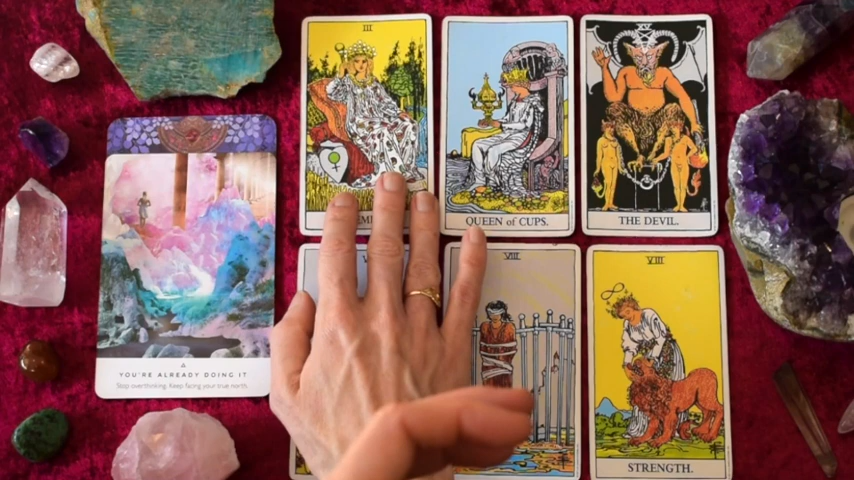 III
XV
QUEEN of CUPS.
THE DEVIL.
VIII
VIII
YOU'RE ALREADY DOING IT
Stop overthinking. Keep facing your true north.
STRENGTH.